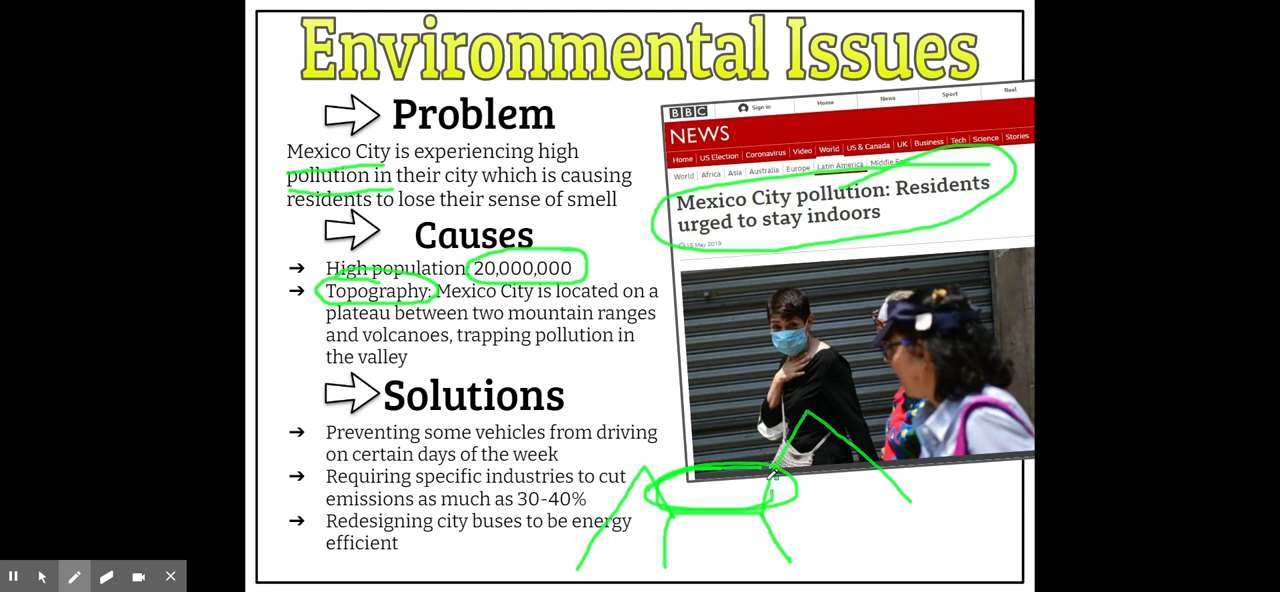 Environmental Issues
Problem
Mexico City is experiencing high
pollution in their city which is causing
residents to lose their sense of smell
Causes
➔ High population: 20,000,000
➔ Topography: Mexico City is located on a
plateau between two mountain ranges
and volcanoes, trapping pollution in
the valley
Solutions
➔ Preventing some vehicles from driving
on certain days of the week
➔ Requiring specific industries to cut
emissions as much as 30-40%
➔ Redesigning city buses to be energy
efficient
BBC Sign in Home News Sport Reel
NEWS
Home US Election Coronavirus Video World US & Canada UK Business Tech Science Stories
World Africa Asia Australia Europe Latin America Middle
Mexico City pollution: Residents
urged to stay indoors
15 May 2019